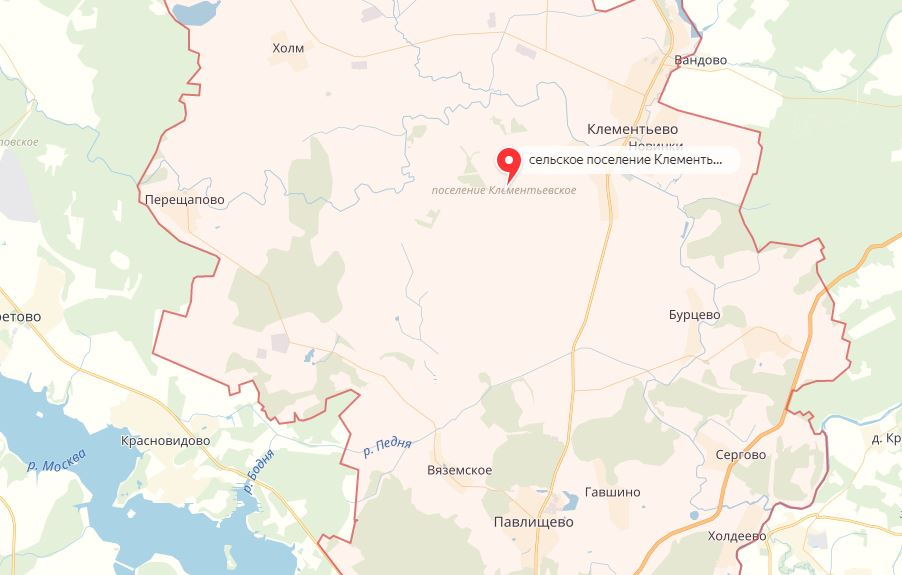 Холм
Вандово
Клементьево
Новинки
сельское поселение Клементь...
поселение Клементьевское
Перещапово
Бурцево
Красновидово
р. Москва
р. Бодня
р. Педня
Вяземское
Сергово
д. Кр
Гавшино
Павлищево
Холдеево